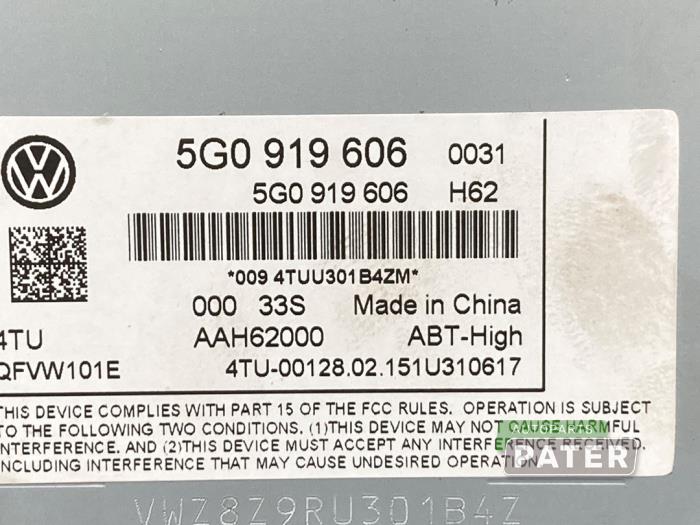 5G0 919 606 0031
5G0 919 606 H62
*009 4TUU301B4ZM*
000 33S Made in China
4TU AAH62000 ABT-High
QFVW101E 4TU-00128.02.151U310617
THIS DEVICE COMPLIES WITH PART 15 OF THE FCC RULES. OPERATION IS SUBJECT
TO THE FOLLOWING TWO CONDITIONS. (1)THIS DEVICE MAY NOT CAUSE HARMFUL
INTERFERENCE. AND (2)THIS DEVICE MUST ACCEPT ANY INTERFERENCE RECEIVED.
INCLUDING INTERFERENCE THAT MAY CAUSE UNDESIRED OPERATION
PATER
VWZ8Z9RU301B4Z